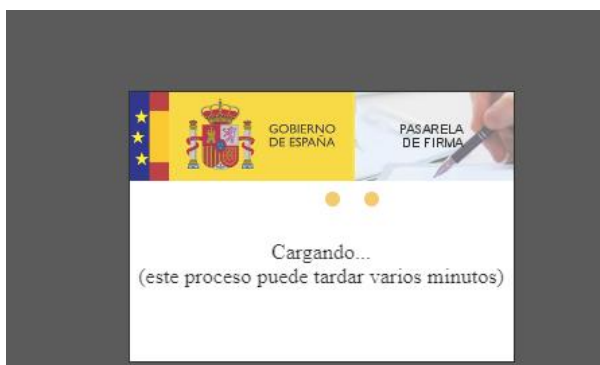 GOBIERNO
DE ESPAÑA
PASARELA
DE FIRMA
Cargando...
(este proceso puede tardar varios minutos)